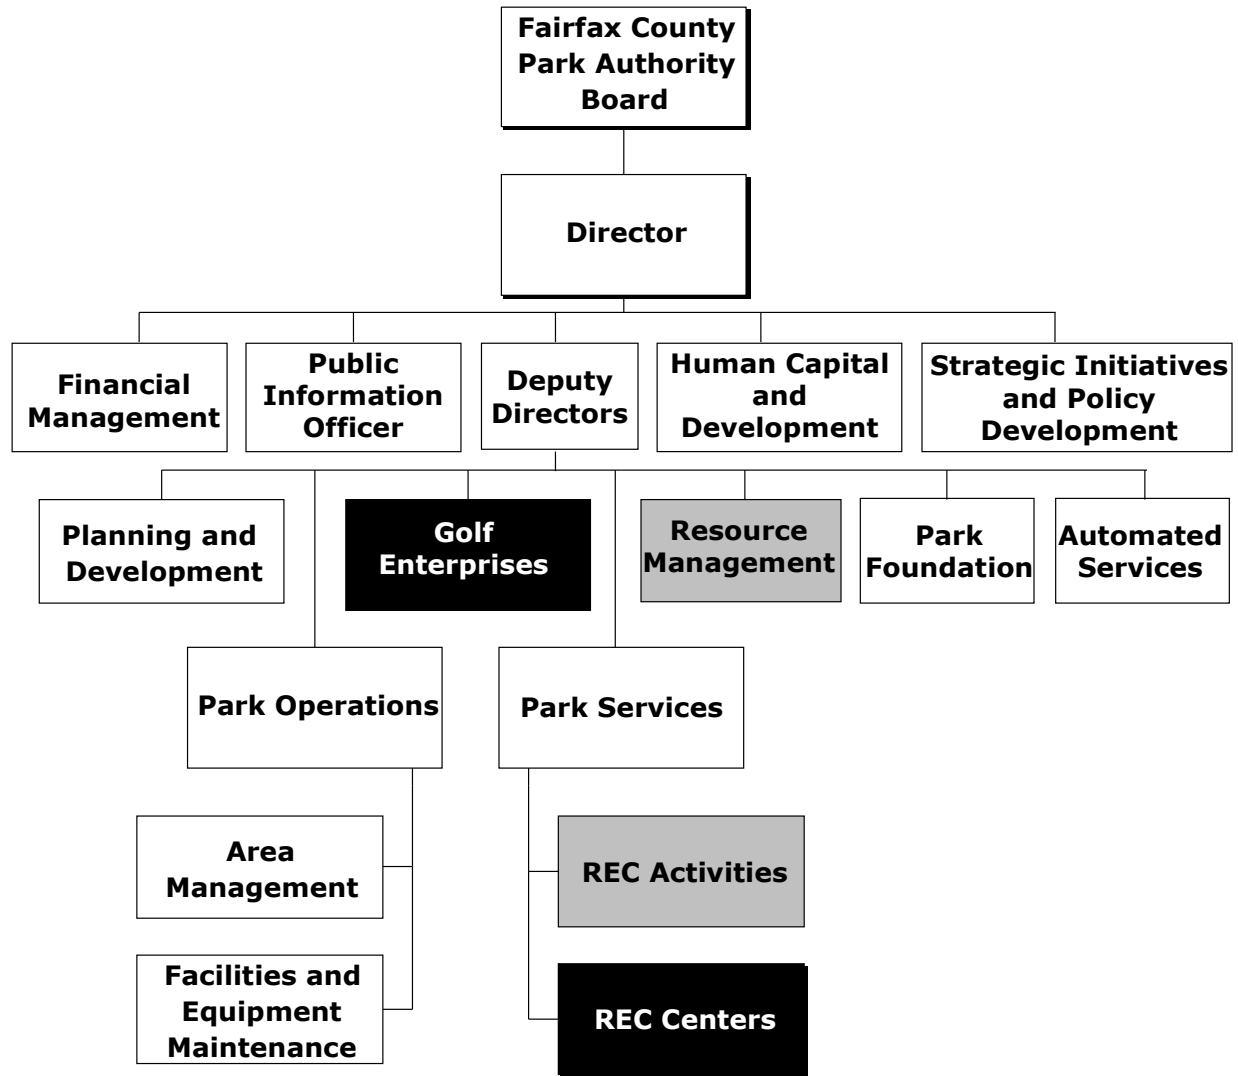 Fairfax County
Park Authority
Board
Director
Financial
Management
Public
Information
Officer
Deputy
Directors
Human Capital
and
Development
Strategic Initiatives
and Policy
Development
Planning and
Development
Golf
Enterprises
Resource
Management
Park
Foundation
Automated
Services
Park Operations
Park Services
Area
Management
REC Activities
Facilities and
Equipment
Maintenance
REC Centers